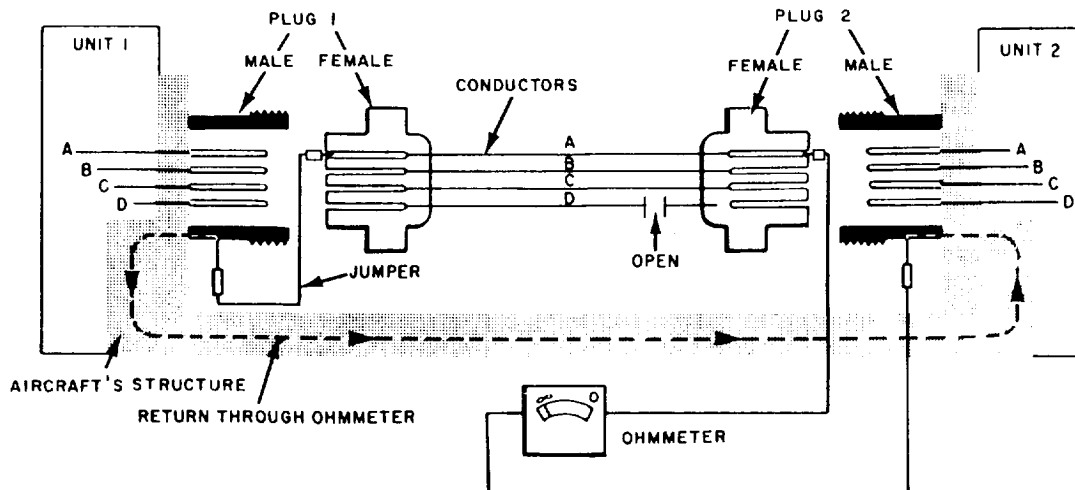 PLUG 1
PLUG 2
UNIT 1
UNIT 2
MALE
FEMALE
FEMALE
MALE
CONDUCTORS
A
B
C
D
A
B
C
D
A
B
C
D
OPEN
JUMPER
AIRCRAFT'S STRUCTURE
RETURN THROUGH OHMMETER
∞
0
OHMMETER